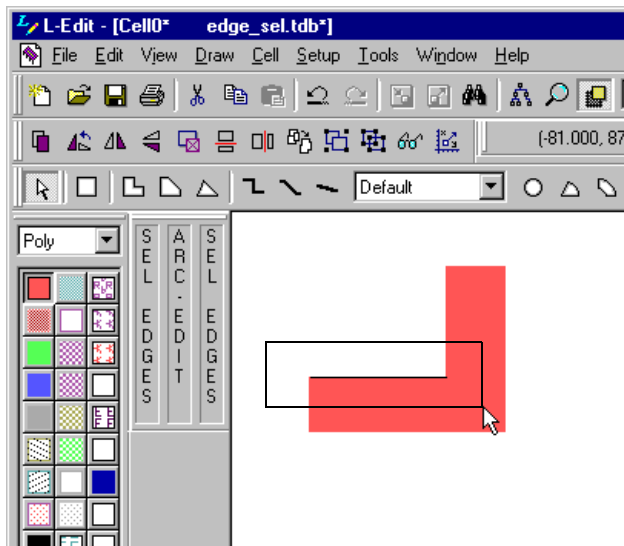 L-Edit - [Cell0*      edge_sel.tdb*]
File Edit View Draw Cell Setup Tools Window Help
(-81.000, 87
Default
Poly
SEL EDGES
ARC-EDIT
SEL EDGES